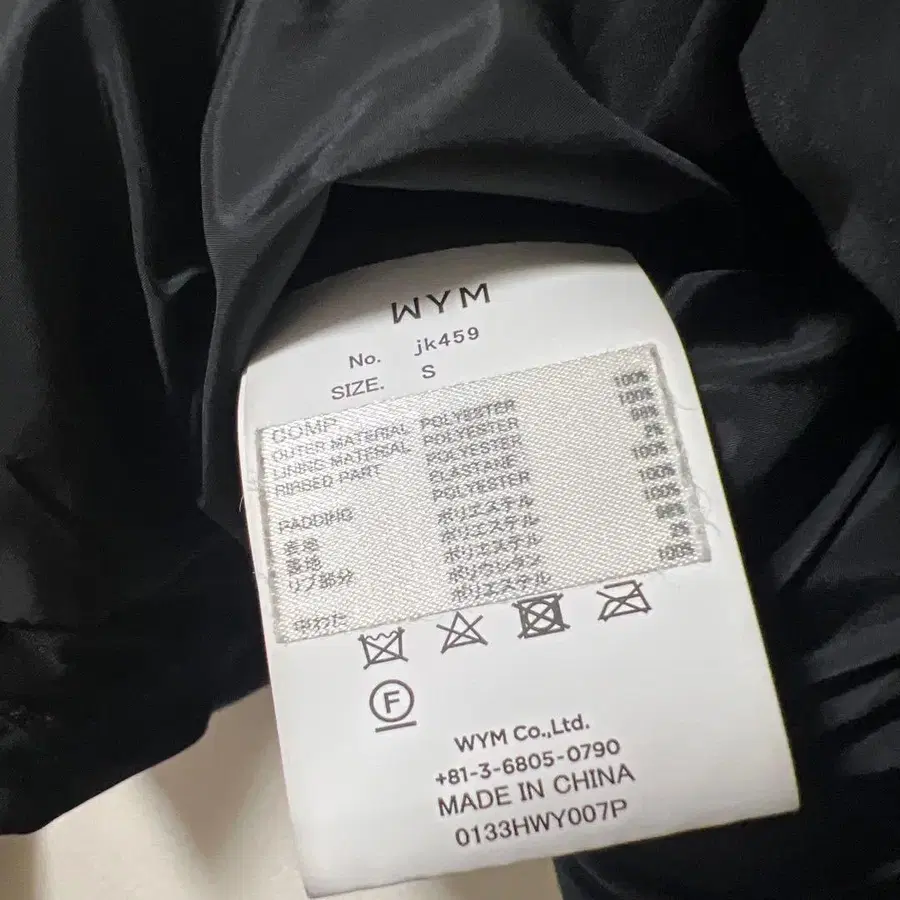 WYM
No. jk459
SIZE. S
COMP.
OUTER MATERIAL POLYESTER 100%
LINING MATERIAL POLYESTER 100%
RIBBED PART POLYESTER 98%
ELASTANE 2%
PADDING POLYESTER 100%
表地 ポリエステル 100%
裏地 ポリエステル 100%
リブ部分 ポリエステル 98%
ポリウレタン 2%
中わた ポリエステル 100%
F
WYM Co.,Ltd.
+81-3-6805-0790
MADE IN CHINA
0133HWY007P